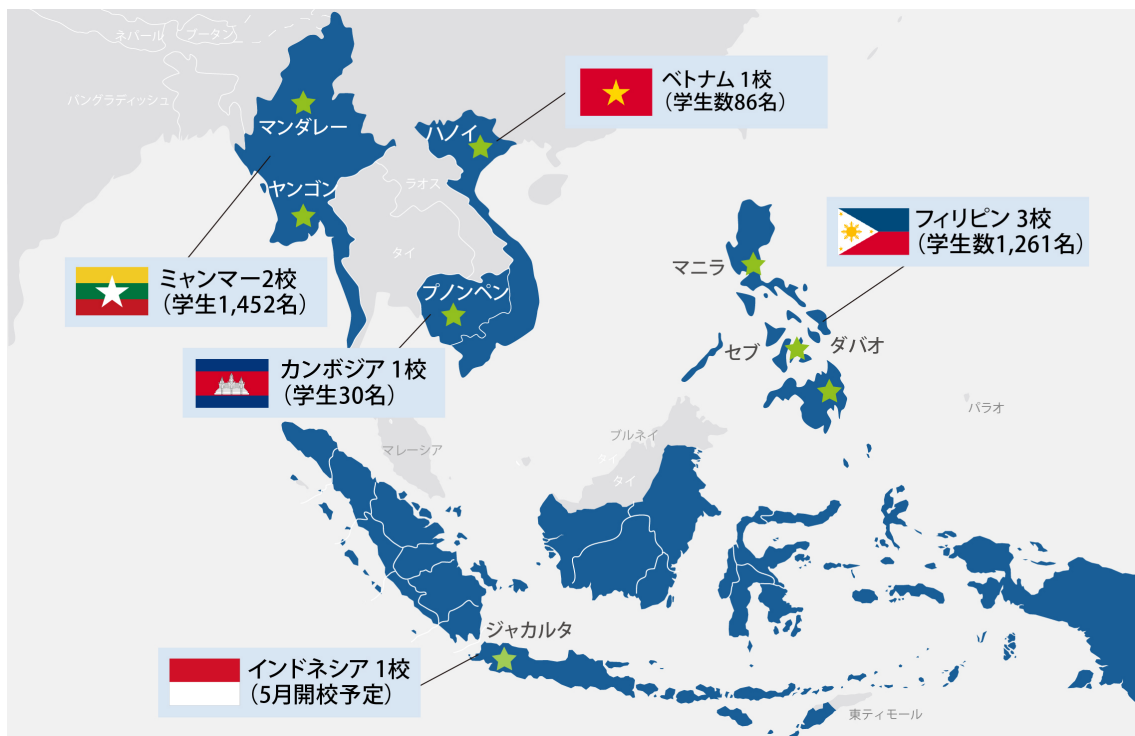 ネパール
ブータン
バングラディッシュ
マンダレー
ヤンゴン
ミャンマー2校
（学生1,452名）
ハノイ
ベトナム 1校
（学生数86名）
ラオス
タイ
プノンペン
カンボジア 1校
（学生30名）
フィリピン 3校
（学生数1,261名）
マニラ
セブ
ダバオ
パラオ
マレーシア
ブルネイ
タイ
タイ
ジャカルタ
インドネシア 1校
（5月開校予定）
東ティモール